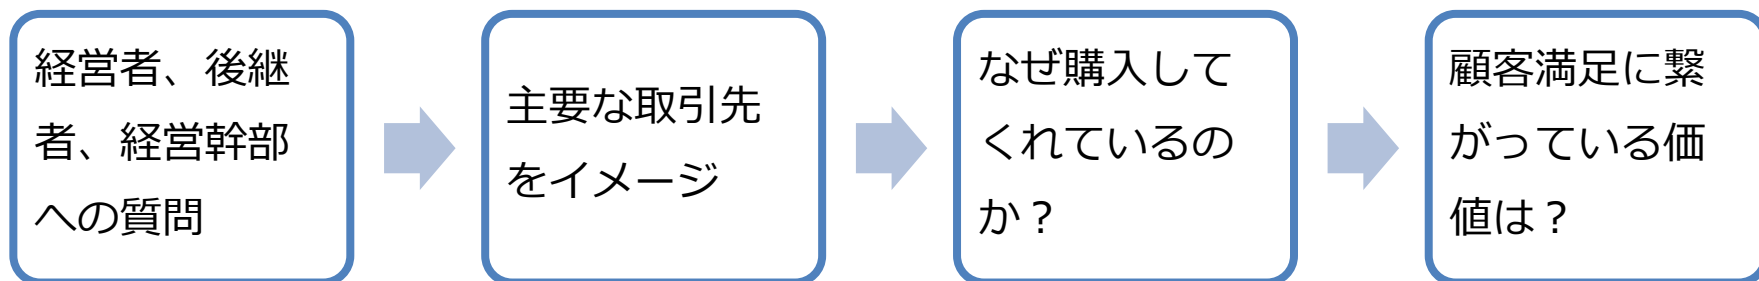 経営者、後継
者、経営幹部
への質問
主要な取引先
をイメージ
なぜ購入して
くれているの
か？
顧客満足に繋
がっている価
値は？